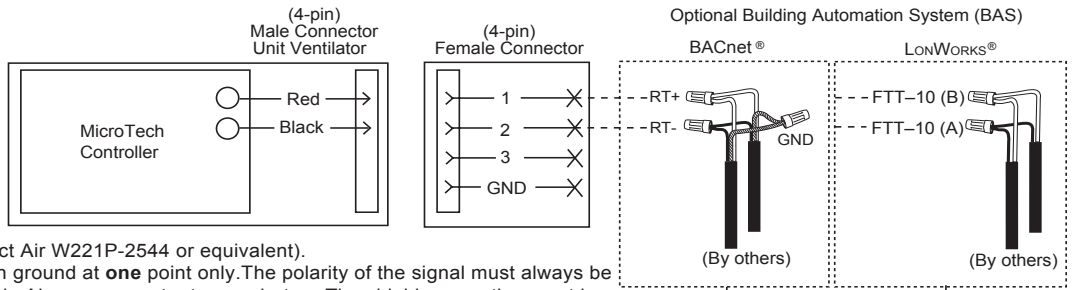 (4-pin)
Male Connector
Unit Ventilator
(4-pin)
Female Connector
Optional Building Automation System (BAS)
BACnet ®
LONWORKS®
MicroTech
Controller
Red
Black
1
2
3
GND
RT+
RT-
GND
FTT–10 (B)
FTT–10 (A)
(By others)
(By others)
ct Air W221P-2544 or equivalent).
n ground at one point only.The polarity of the signal must always be